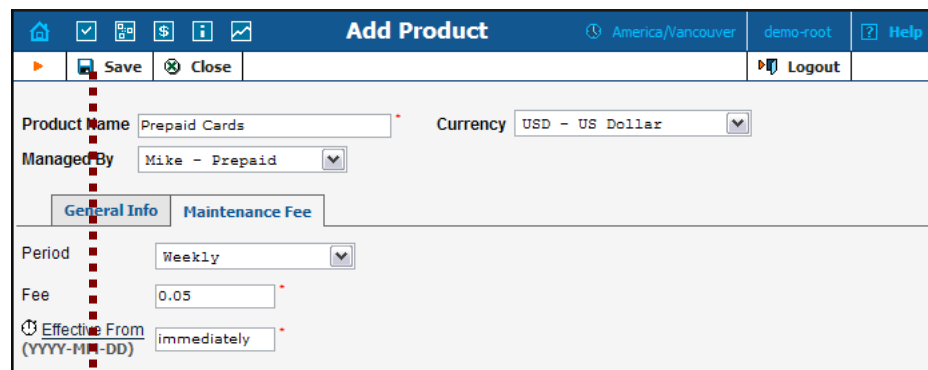 Add Product America/Vancouver demo-root ? Help
Save Close Logout
Product Name Prepaid Cards * Currency USD - US Dollar
Managed By Mike - Prepaid
General Info Maintenance Fee
Period Weekly
Fee 0.05 *
Effective From immediately *
(YYYY-MM-DD)